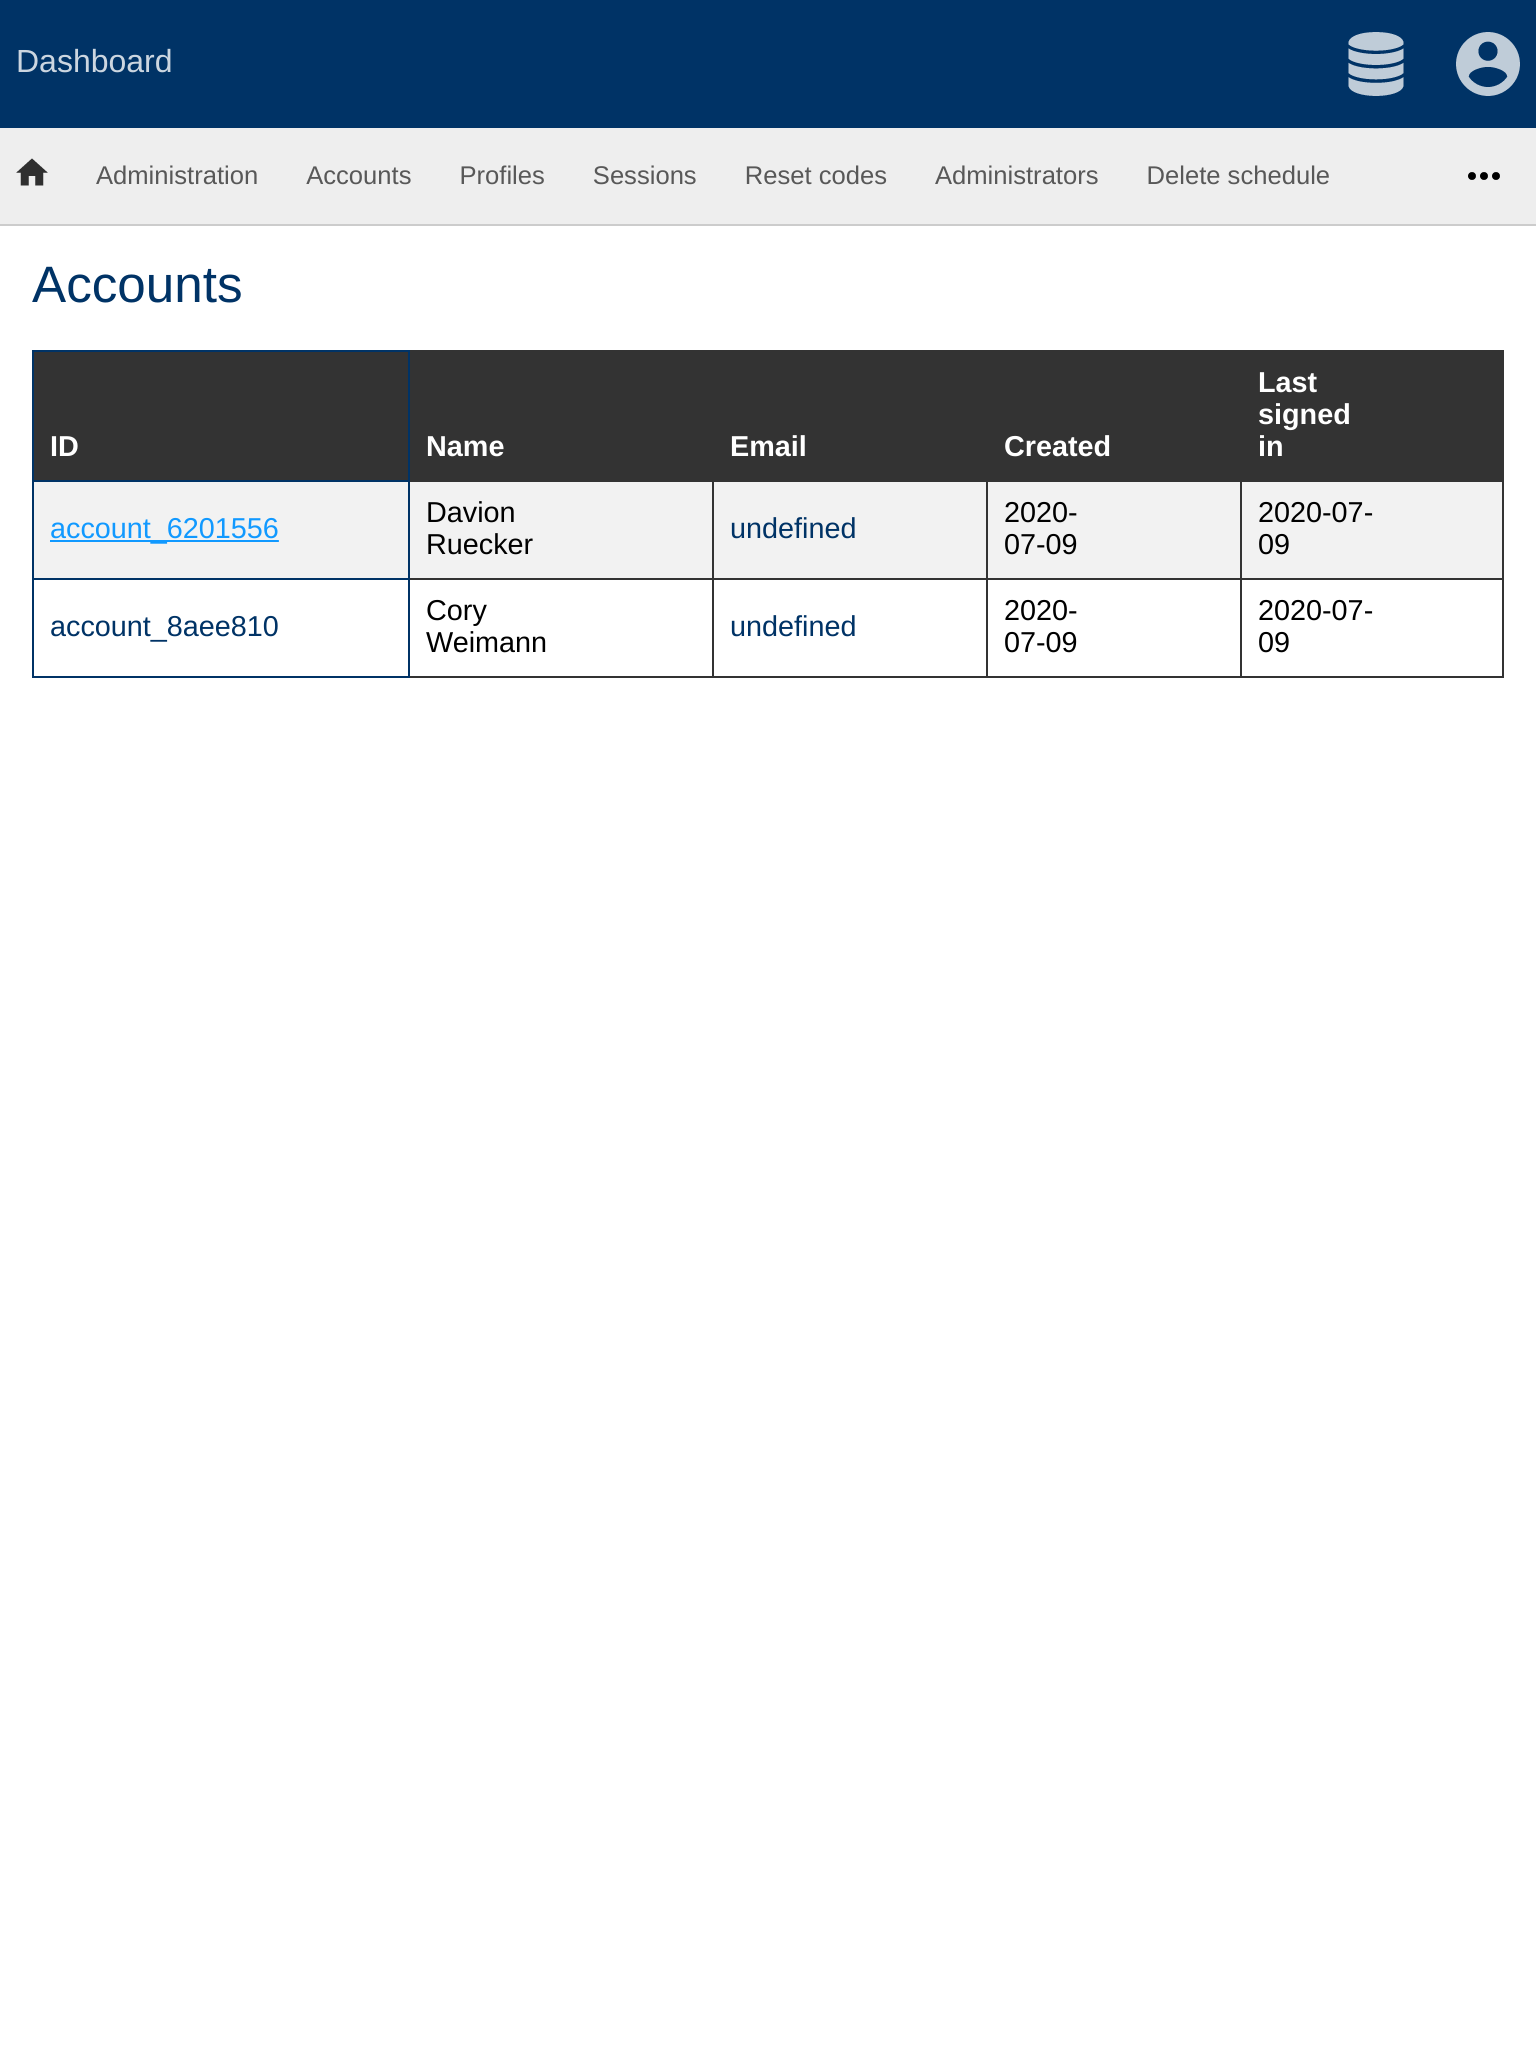 Dashboard
Administration Accounts Profiles Sessions Reset codes Administrators Delete schedule
Accounts
ID Name Email Created Last signed in
account_6201556 Davion Ruecker undefined 2020-07-09 2020-07-09
account_8aee810 Cory Weimann undefined 2020-07-09 2020-07-09